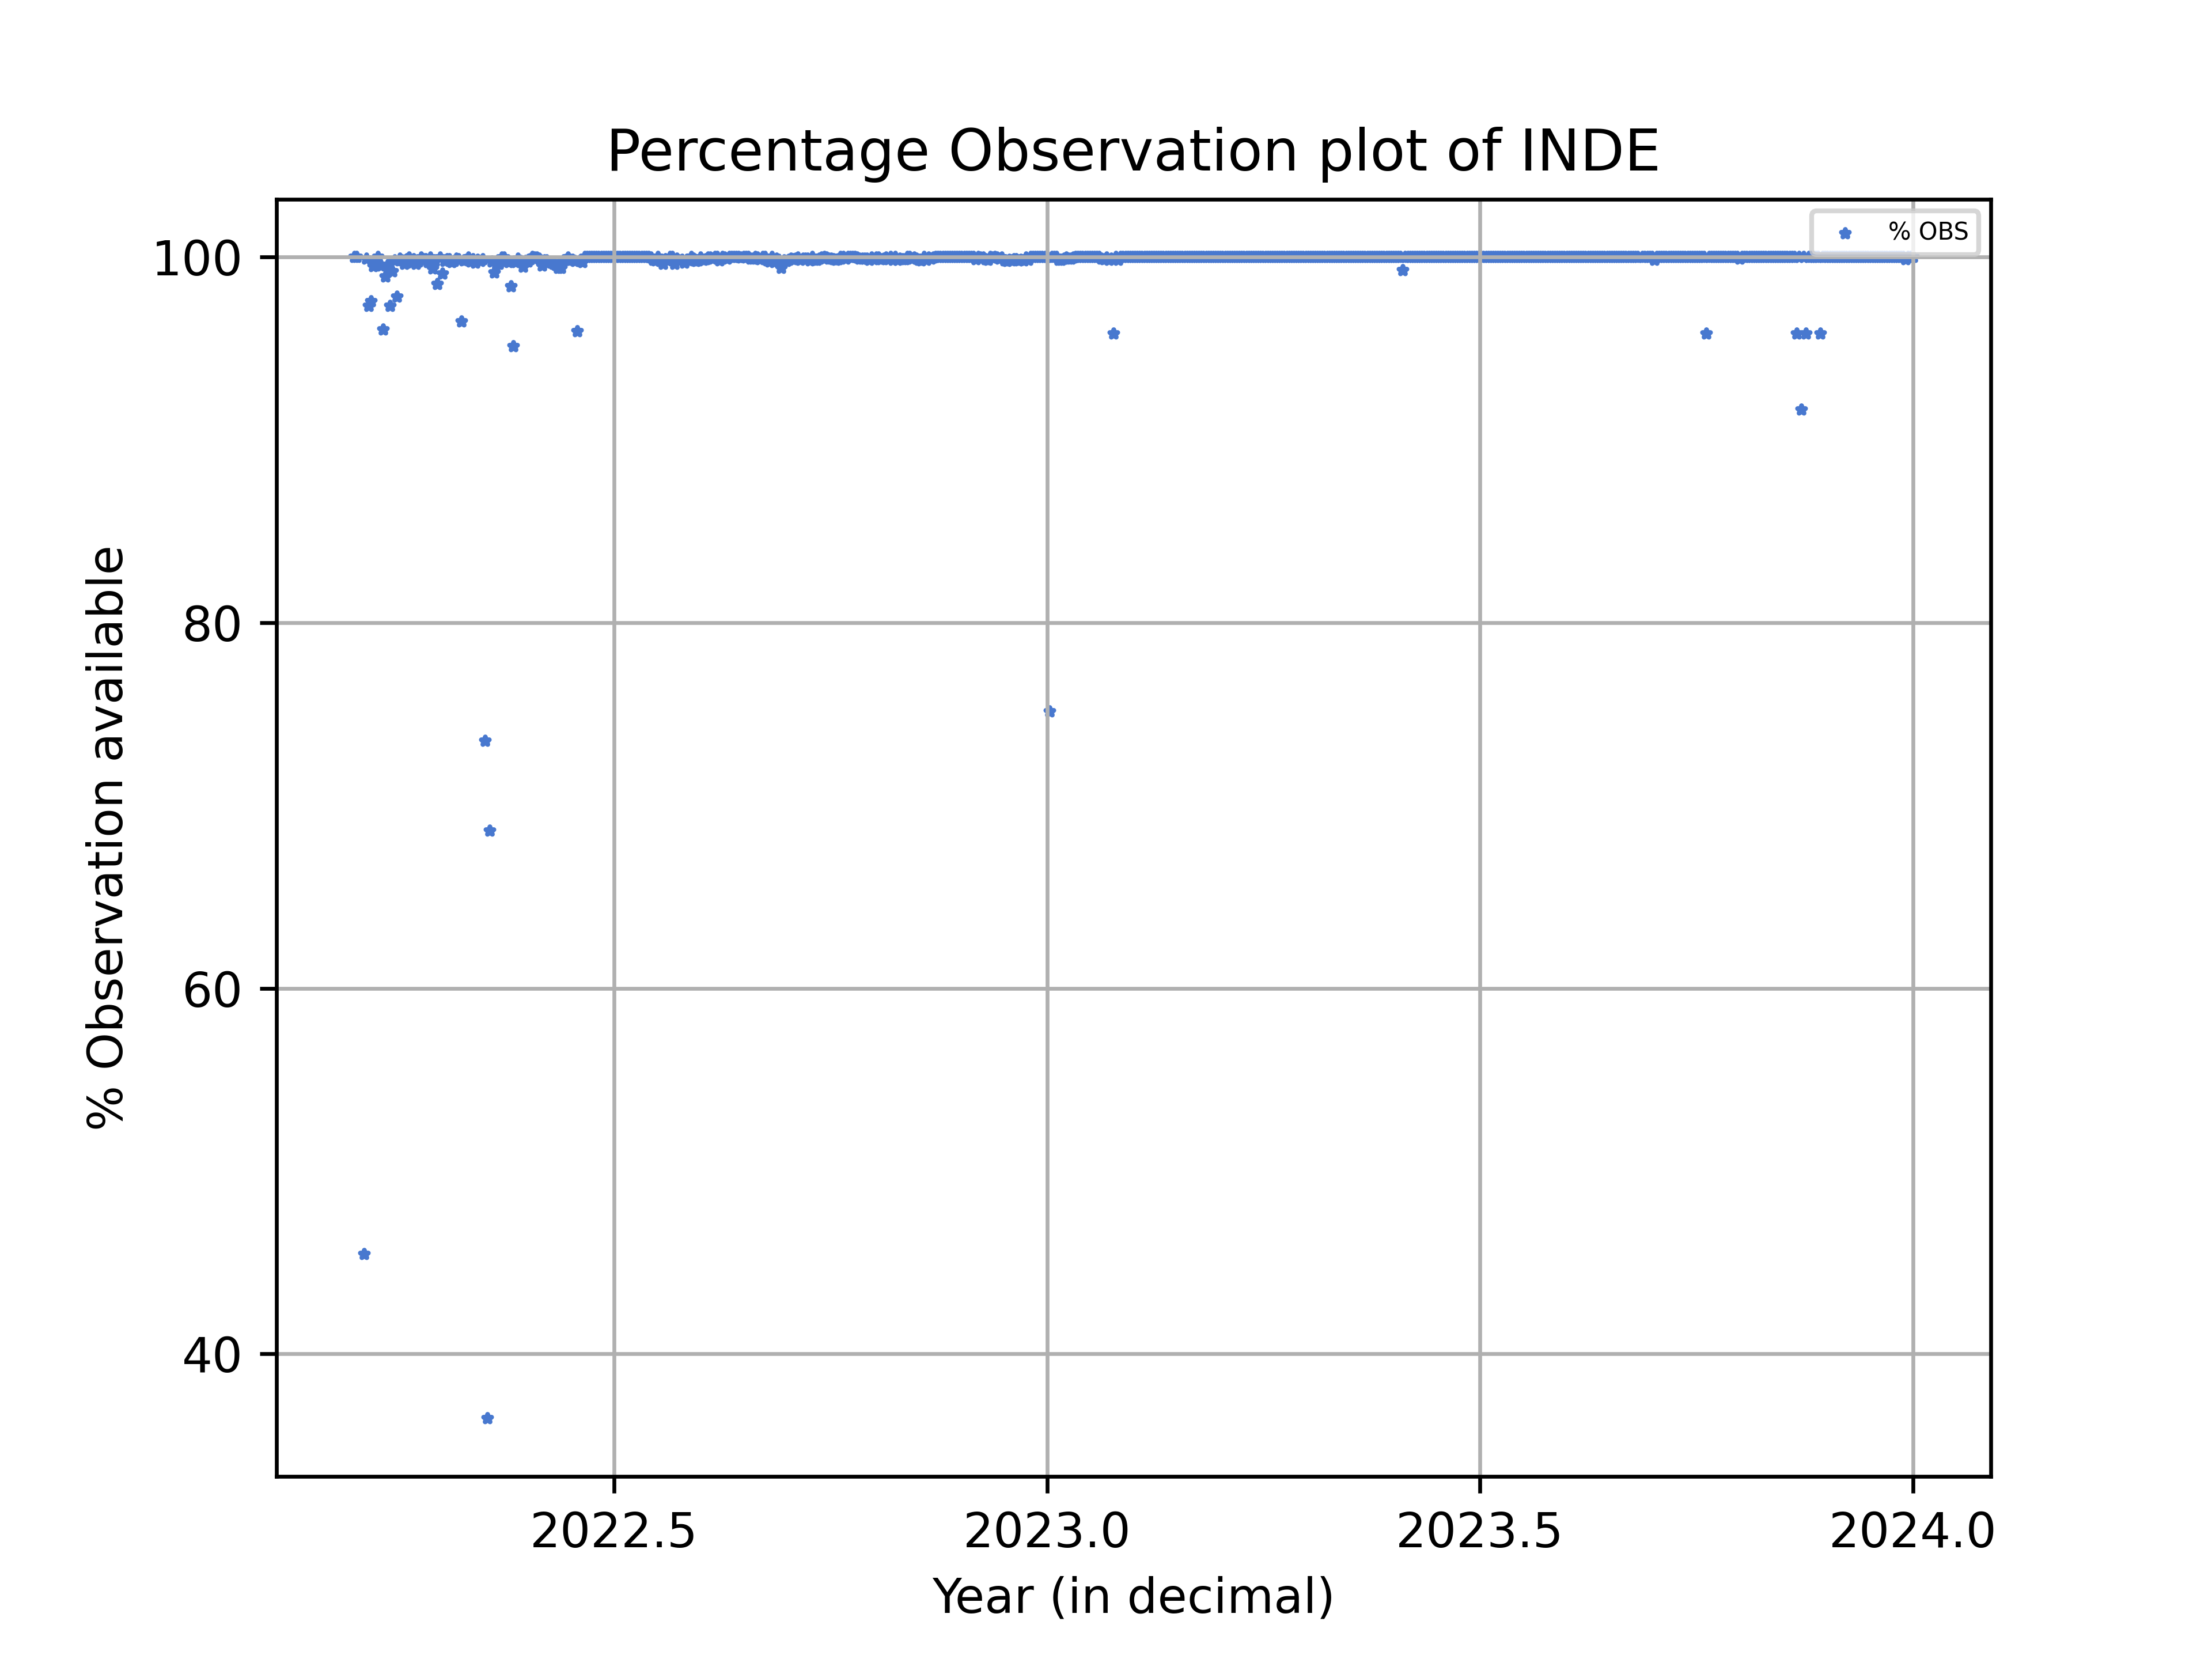 Percentage Observation plot of INDE
% OBS
100
80
60
40
% Observation available
2022.5 2023.0 2023.5 2024.0
Year (in decimal)